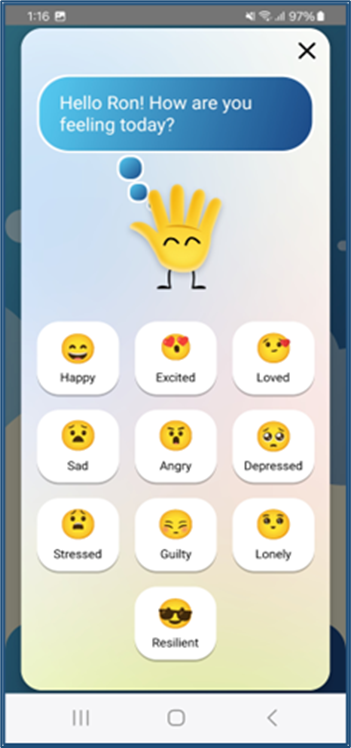 1:16 97%
Hello Ron! How are you
feeling today?
Happy Excited Loved
Sad Angry Depressed
Stressed Guilty Lonely
Resilient